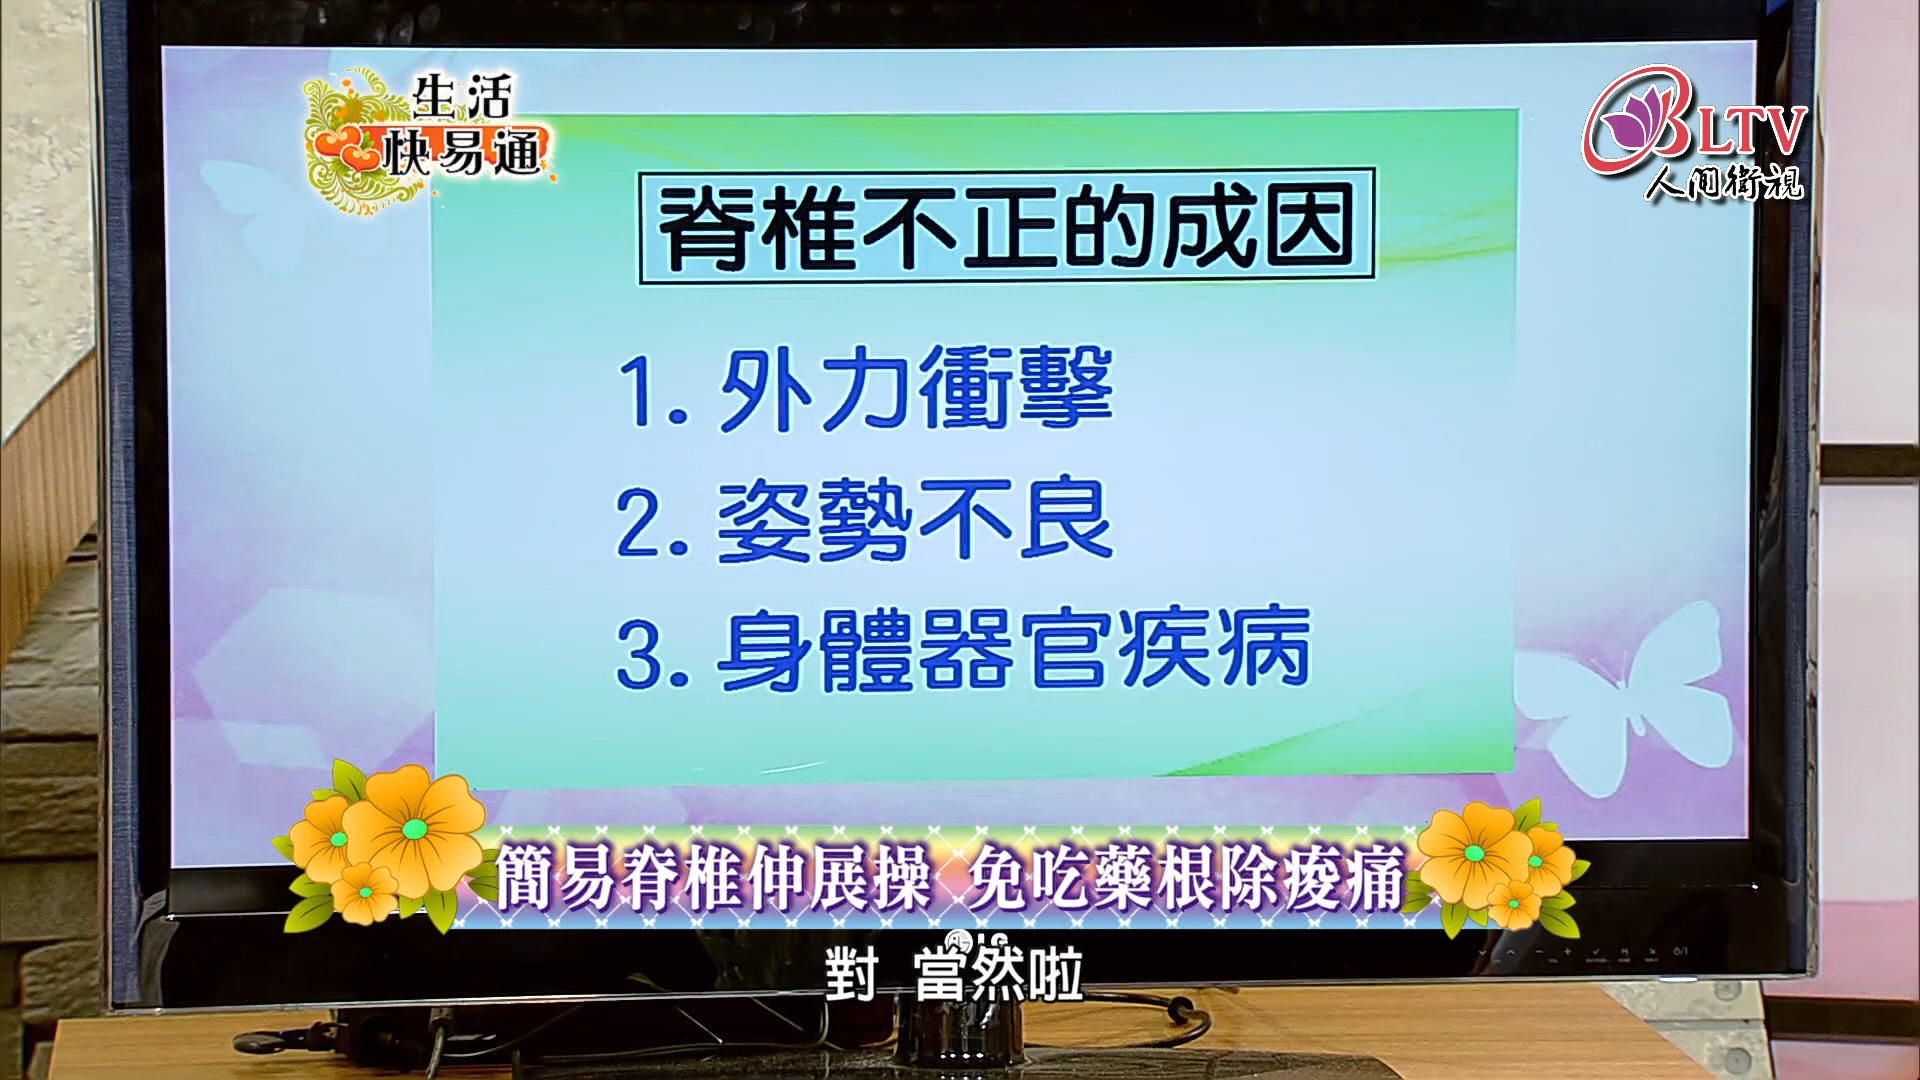 生活
快易通
BLTV
人間衛視
脊椎不正的成因
1. 外力衝擊
2. 姿勢不良
3. 身體器官疾病
簡易脊椎伸展操 免吃藥根除痠痛
對 當然啦